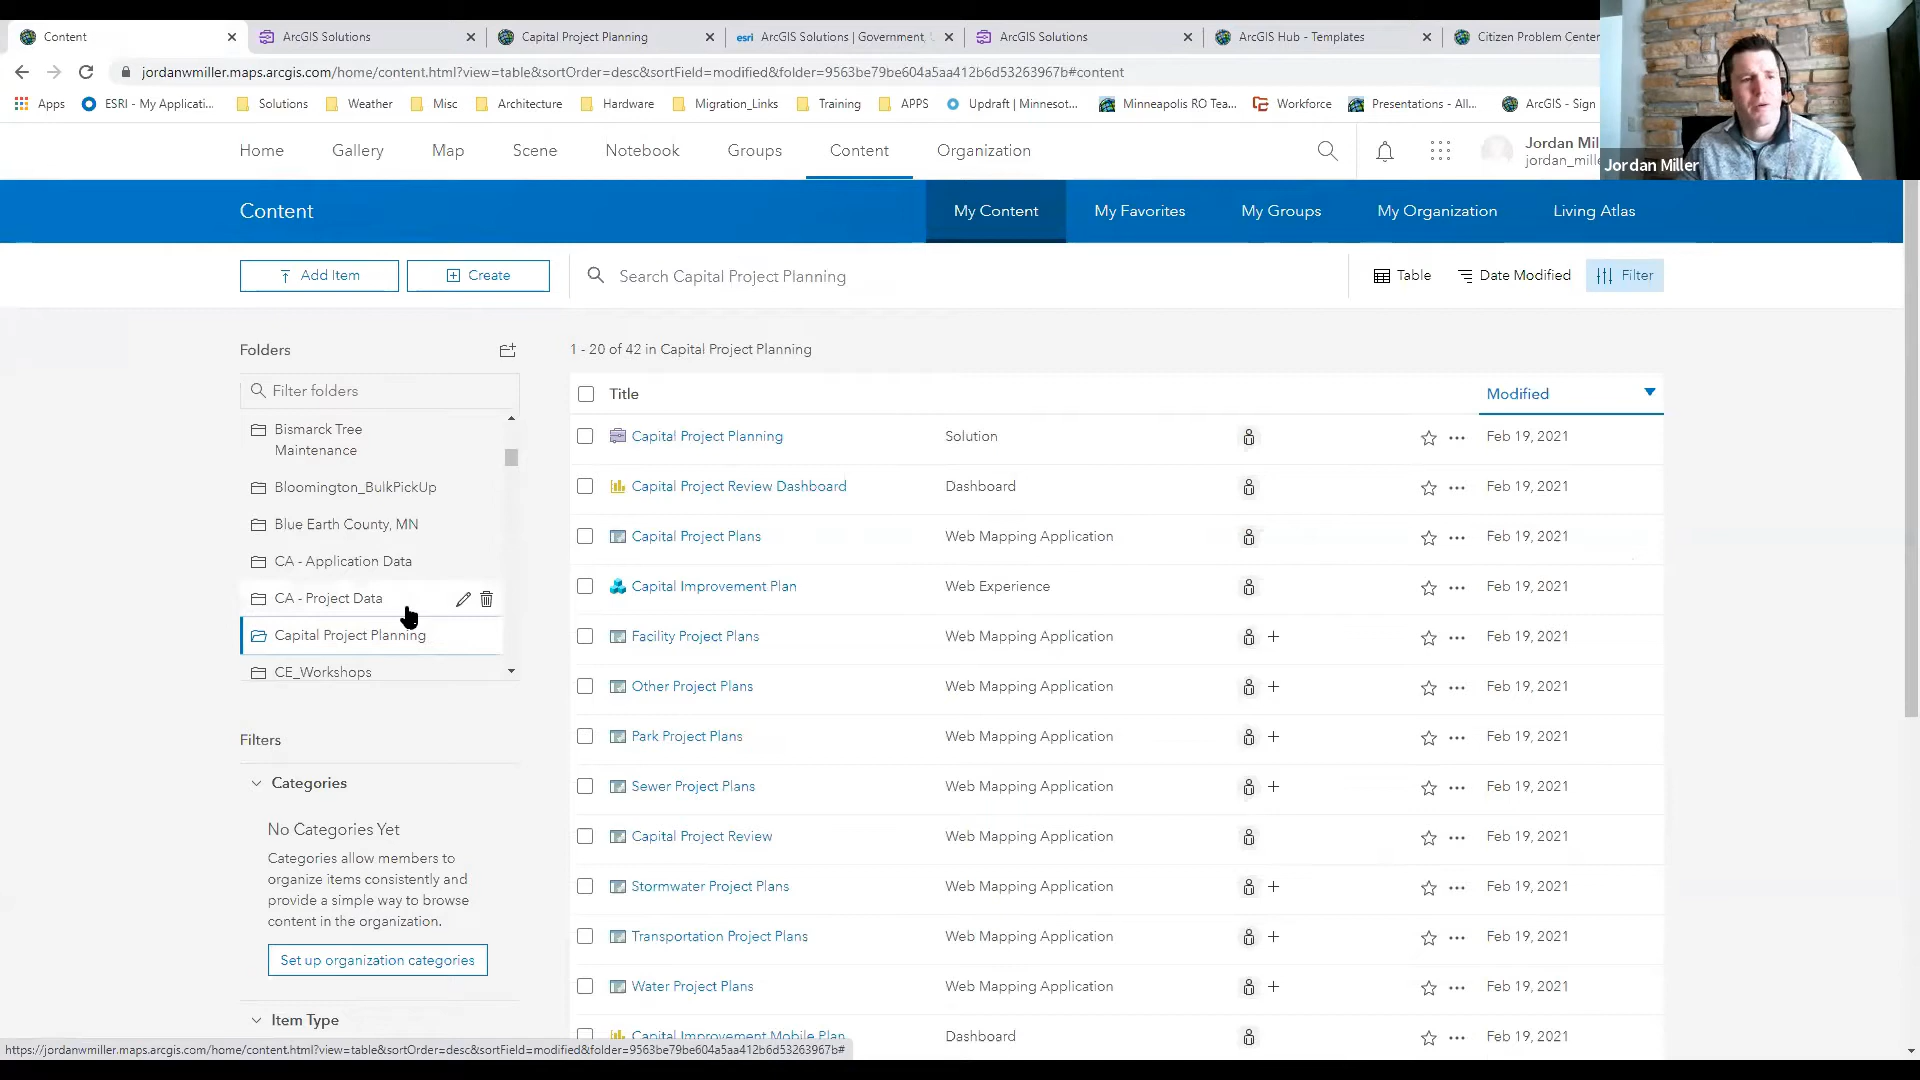 Content
ArcGIS Solutions
Capital Project Planning
esri ArcGIS Solutions | Government,
ArcGIS Solutions
ArcGIS Hub - Templates
Citizen Problem Center
jordanwmiller.maps.arcgis.com/home/content.html?view=table&sortOrder=desc&sortField=modified&folder=9563be79be604a5aa412b6d53263967b#content
Apps ESRI - My Applicati... Solutions Weather Misc Architecture Hardware Migration_Links Training APPS Updraft | Minnesot... Minneapolis RO Tea... Workforce Presentations - All... ArcGIS - Sign
Home Gallery Map Scene Notebook Groups Content Organization
Jordan Mil
jordan_mille
Jordan Miller
Content My Content My Favorites My Groups My Organization Living Atlas
Add Item Create Search Capital Project Planning Table Date Modified Filter
Folders
Filter folders
Bismarck Tree
Maintenance
Bloomington_BulkPickUp
Blue Earth County, MN
CA - Application Data
CA - Project Data
Capital Project Planning
CE_Workshops
Filters
Categories
No Categories Yet
Categories allow members to
organize items consistently and
provide a simple way to browse
content in the organization.
Set up organization categories
Item Type
1 - 20 of 42 in Capital Project Planning
Title Modified
Capital Project Planning Solution Feb 19, 2021
Capital Project Review Dashboard Dashboard Feb 19, 2021
Capital Project Plans Web Mapping Application Feb 19, 2021
Capital Improvement Plan Web Experience Feb 19, 2021
Facility Project Plans Web Mapping Application Feb 19, 2021
Other Project Plans Web Mapping Application Feb 19, 2021
Park Project Plans Web Mapping Application Feb 19, 2021
Sewer Project Plans Web Mapping Application Feb 19, 2021
Capital Project Review Web Mapping Application Feb 19, 2021
Stormwater Project Plans Web Mapping Application Feb 19, 2021
Transportation Project Plans Web Mapping Application Feb 19, 2021
Water Project Plans Web Mapping Application Feb 19, 2021
Capital Improvement Mobile Plan Dashboard Feb 19, 2021
https://jordanwmiller.maps.arcgis.com/home/content.html?view=table&sortOrder=desc&sortField=modified&folder=9563be79be604a5aa412b6d53263967b#